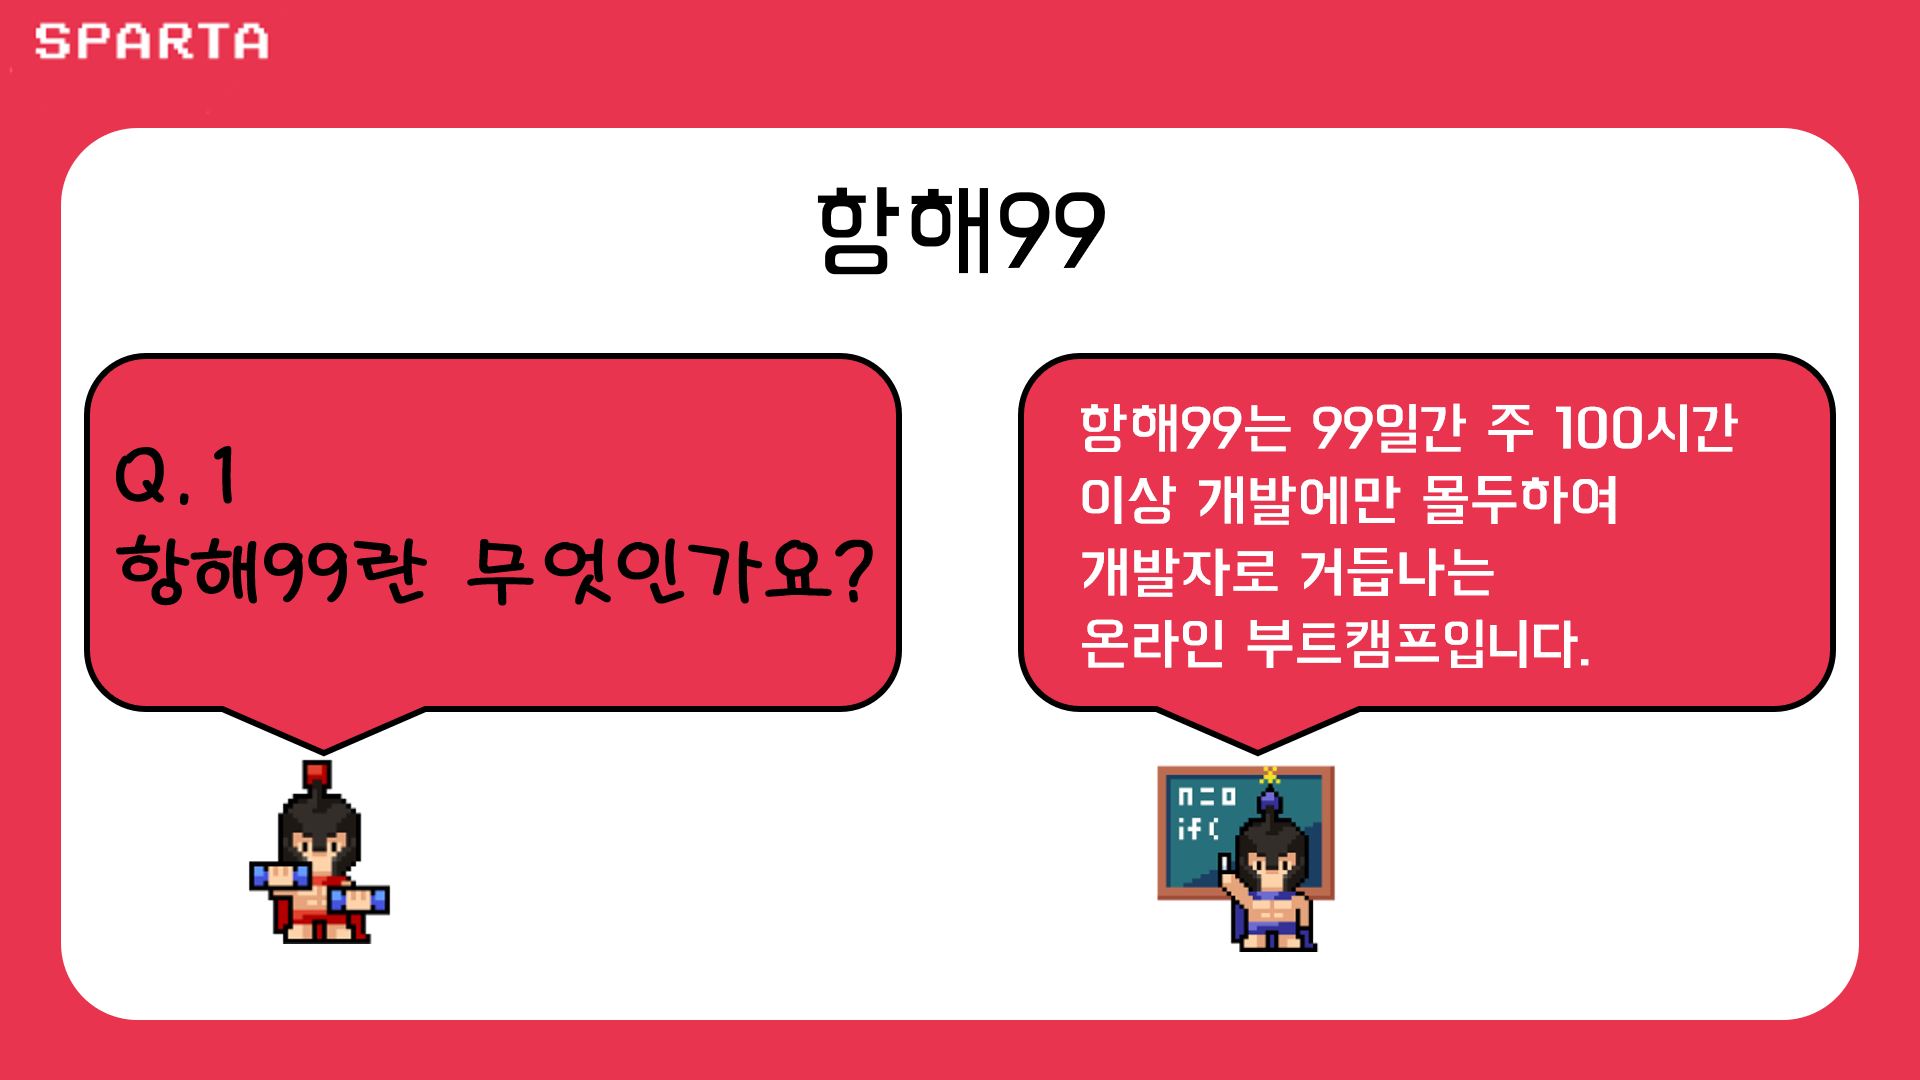 SPARTA
항해99
Q.1
항해99란 무엇인가요?
항해99는 99일간 주 100시간
이상 개발에만 몰두하여
개발자로 거듭나는
온라인 부트캠프입니다.
n=0
if(